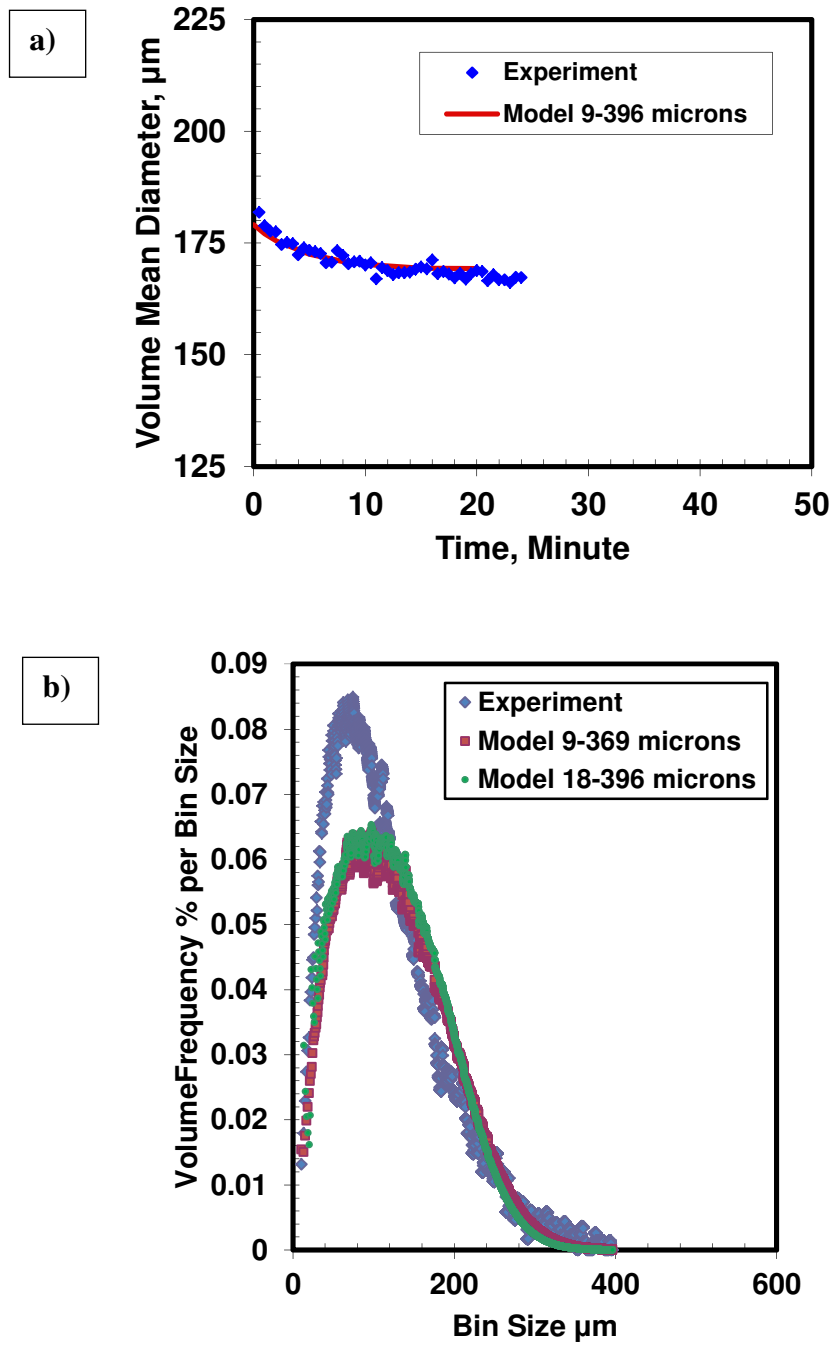 a)
Volume Mean Diameter, µm
225
200
175
150
125
Experiment
Model 9-396 microns
0 10 20 30 40 50
Time, Minute
b)
VolumeFrequency % per Bin Size
0.09
0.08
0.07
0.06
0.05
0.04
0.03
0.02
0.01
0
Experiment
Model 9-369 microns
Model 18-396 microns
0 200 400 600
Bin Size µm